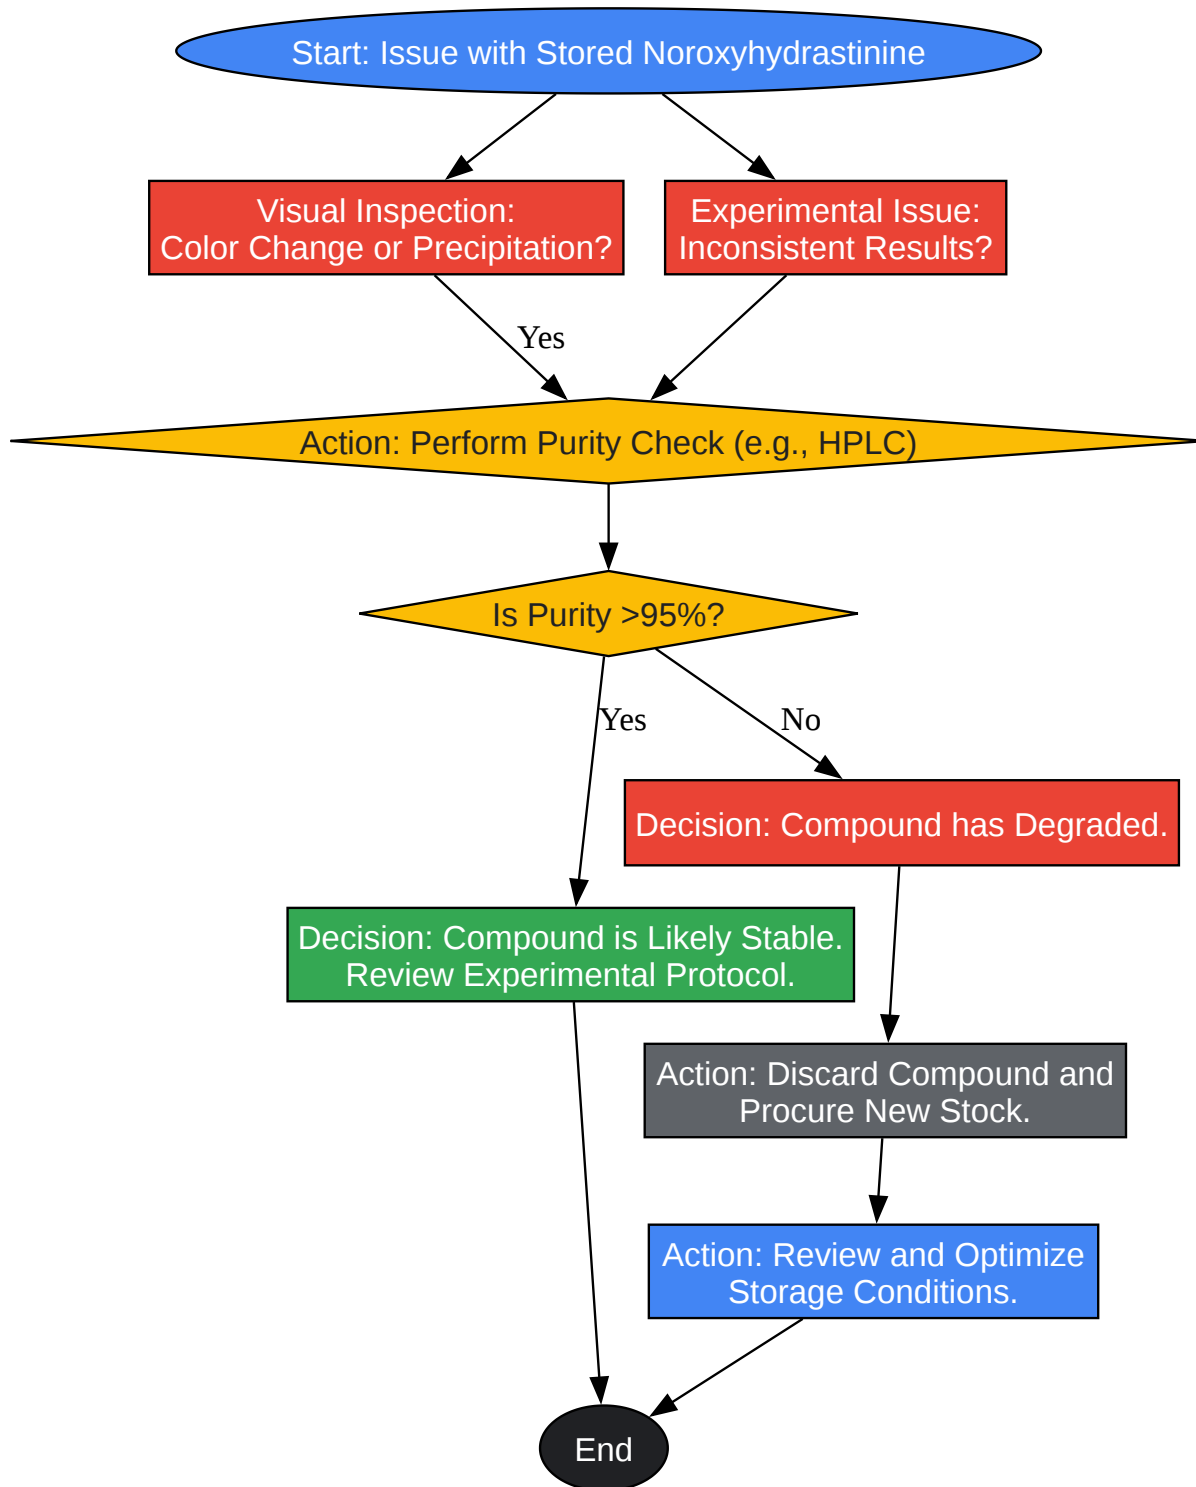 Start: Issue with Stored Noroxyhydrastinine
Visual Inspection:
Color Change or Precipitation?
Experimental Issue:
Inconsistent Results?
Yes
Action: Perform Purity Check (e.g., HPLC)
Is Purity >95%?
Yes
No
Decision: Compound has Degraded.
Decision: Compound is Likely Stable.
Review Experimental Protocol.
Action: Discard Compound and
Procure New Stock.
Action: Review and Optimize
Storage Conditions.
End